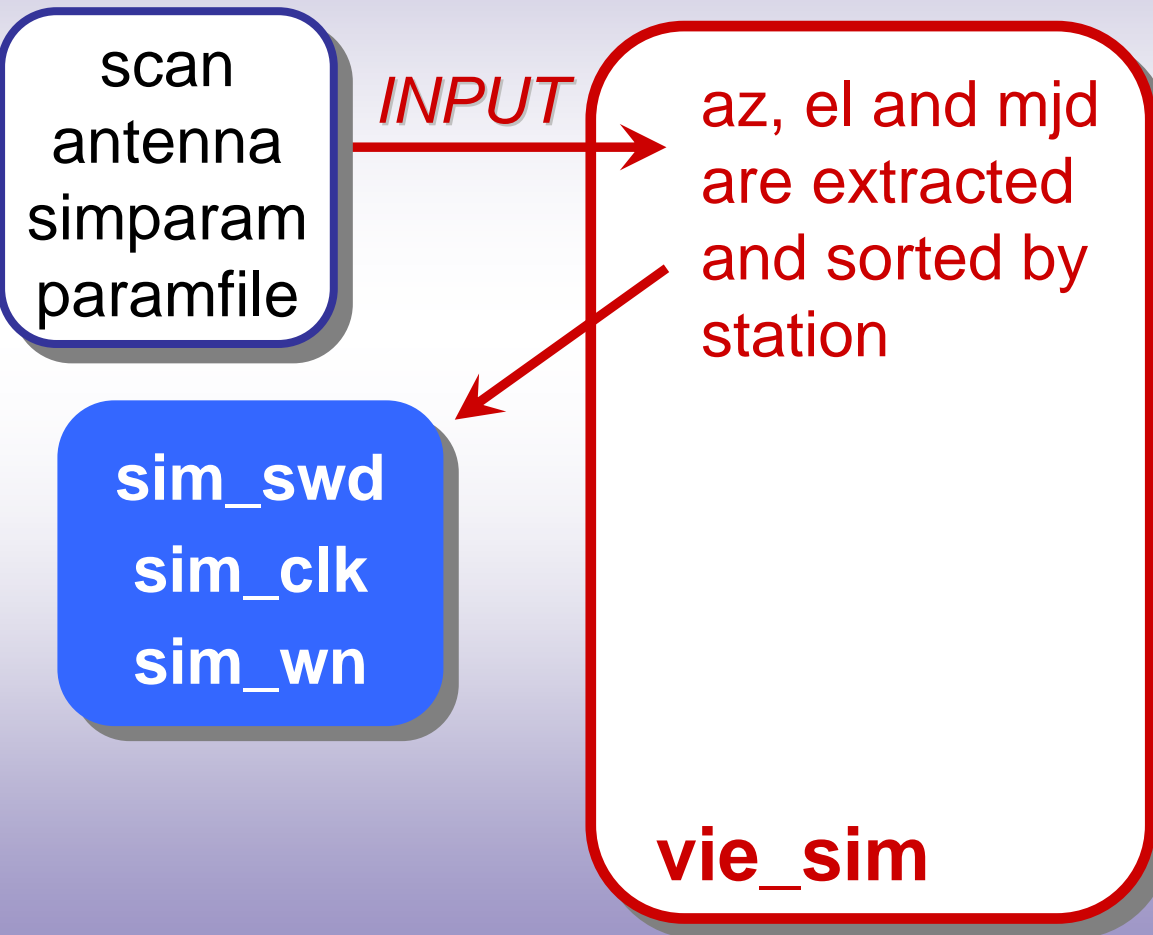 scan
antenna
simparam
paramfile
INPUT
az, el and mjd
are extracted
and sorted by
station
sim_swd
sim_clk
sim_wn
vie_sim